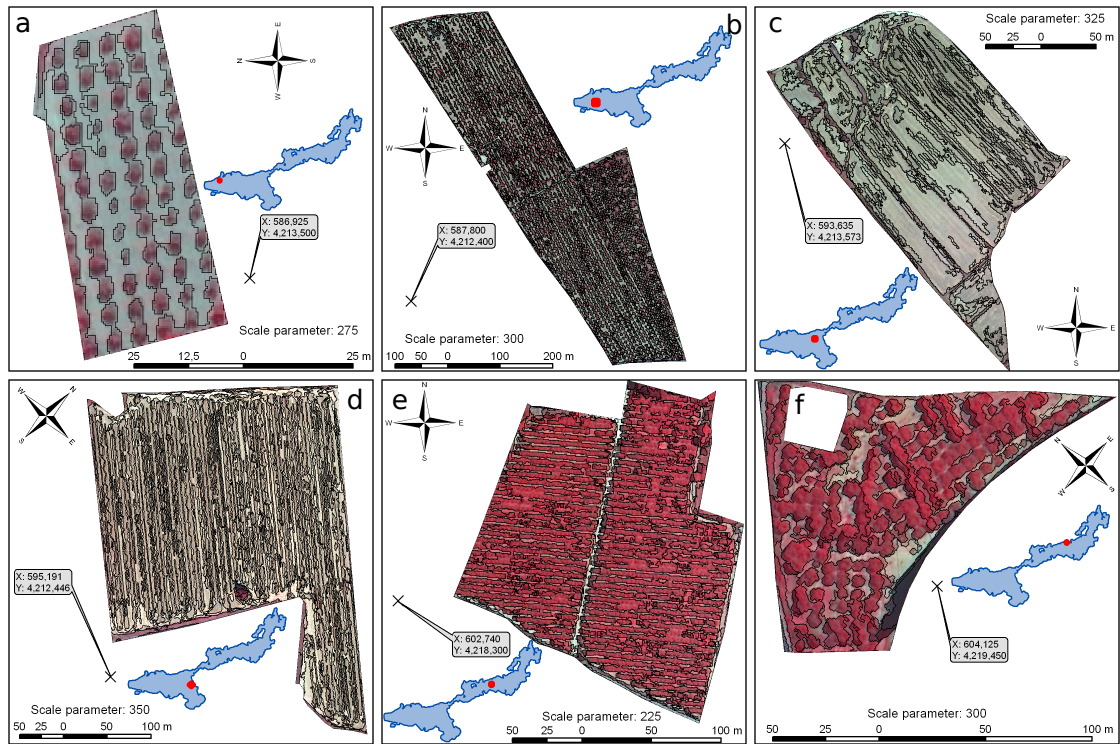 a
E
N
S
W
X: 586,925
Y: 4,213,500
Scale parameter: 275
25 12,5 0 25 m
b
N
W
E
S
X: 587,800
Y: 4,212,400
Scale parameter: 300
100 50 0 100 200 m
c
Scale parameter: 325
50 25 0 50 m
X: 593,635
Y: 4,213,573
N
W
E
S
d
W
N
S
E
X: 595,191
Y: 4,212,446
Scale parameter: 350
50 25 0 50 100 m
e
N
W
E
S
X: 602,740
Y: 4,218,300
Scale parameter: 225
50 25 0 50 100 m
f
N
E
W
S
X: 604,125
Y: 4,219,450
Scale parameter: 300
50 25 0 50 100 m